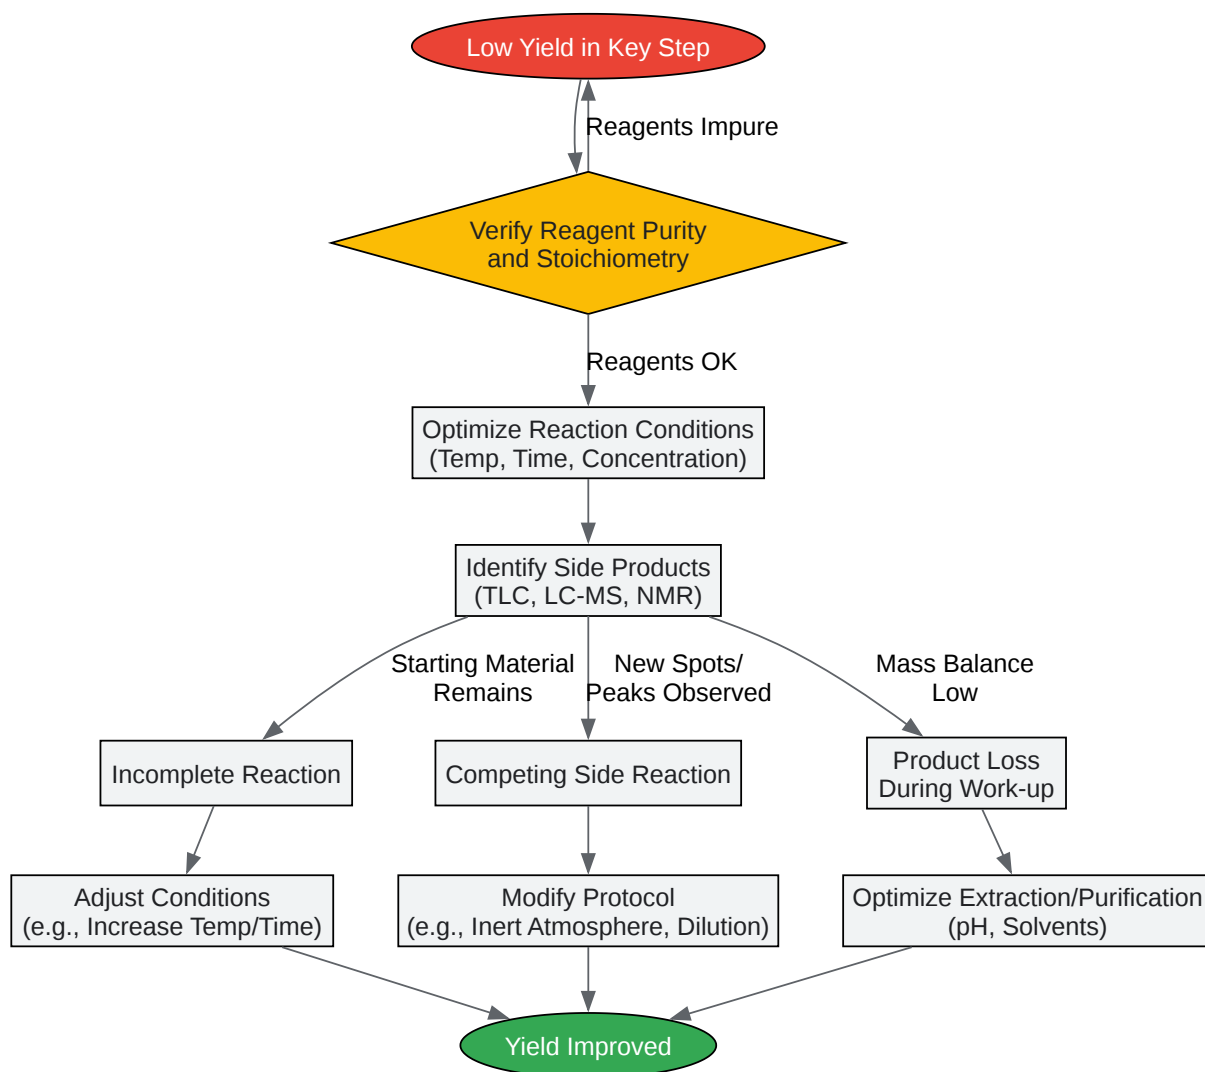 Low Yield in Key Step
Reagents Impure
Verify Reagent Purity
and Stoichiometry
Reagents OK
Optimize Reaction Conditions
(Temp, Time, Concentration)
Identify Side Products
(TLC, LC-MS, NMR)
Starting Material
Remains
New Spots/
Peaks Observed
Mass Balance
Low
Incomplete Reaction
Competing Side Reaction
Product Loss
During Work-up
Adjust Conditions
(e.g., Increase Temp/Time)
Modify Protocol
(e.g., Inert Atmosphere, Dilution)
Optimize Extraction/Purification
(pH, Solvents)
Yield Improved